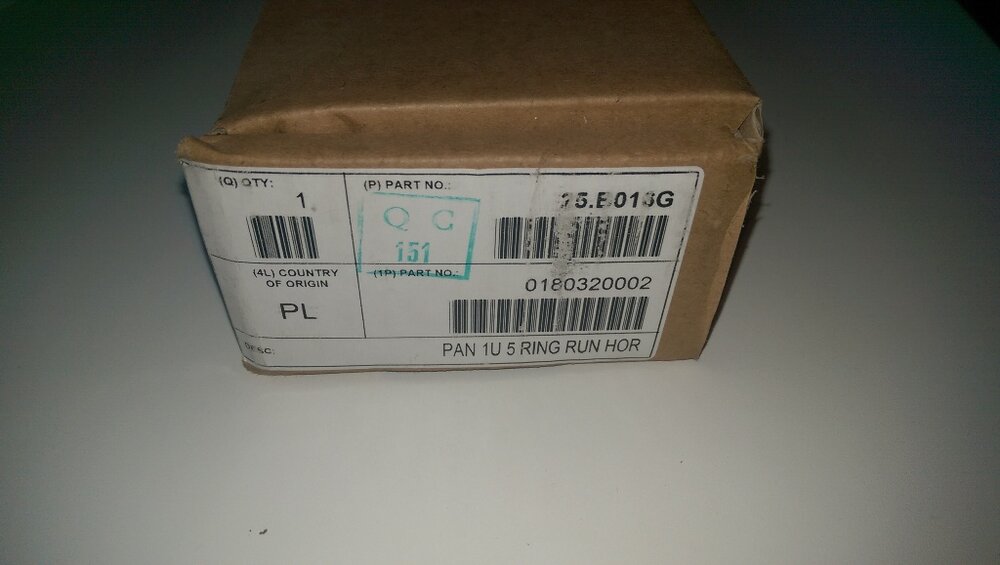 (Q) QTY:
1
(P) PART NO.:
Q C
151
(4L) COUNTRY
OF ORIGIN
PL
(1P) PART NO.:
0180320002
DESC:
PAN 1U 5 RING RUN HOR